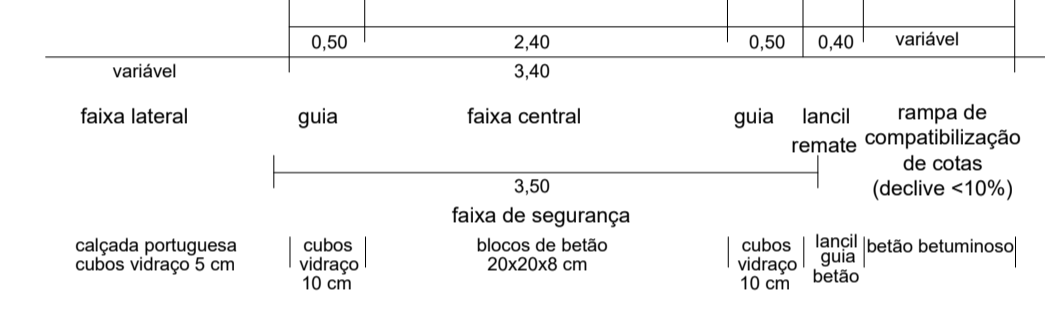 0,50 2,40 0,50 0,40 variável
variável 3,40
faixa lateral guia faixa central guia lancil remate rampa de compatibilização de cotas (declive <10%)
3,50
faixa de segurança
calçada portuguesa
cubos vidraço 5 cm
cubos
vidraço
10 cm
blocos de betão
20x20x8 cm
cubos
vidraço
10 cm
lancil
guia
betão
betão betuminoso